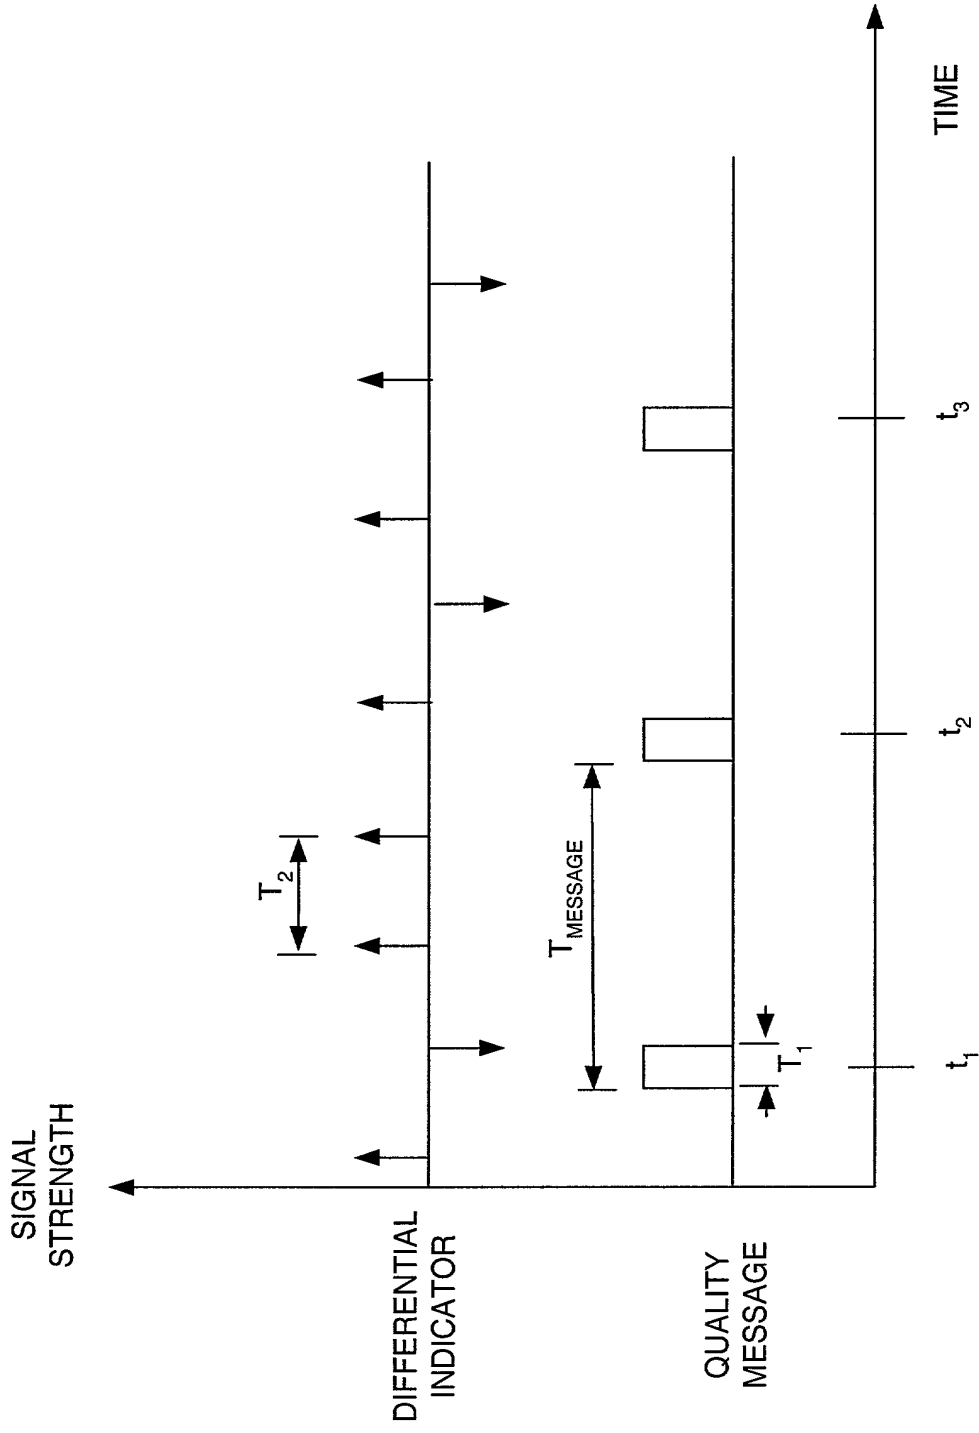 SIGNAL
STRENGTH
DIFFERENTIAL
INDICATOR
T2
QUALITY
MESSAGE
TMESSAGE
T1
t1
t2
t3
TIME